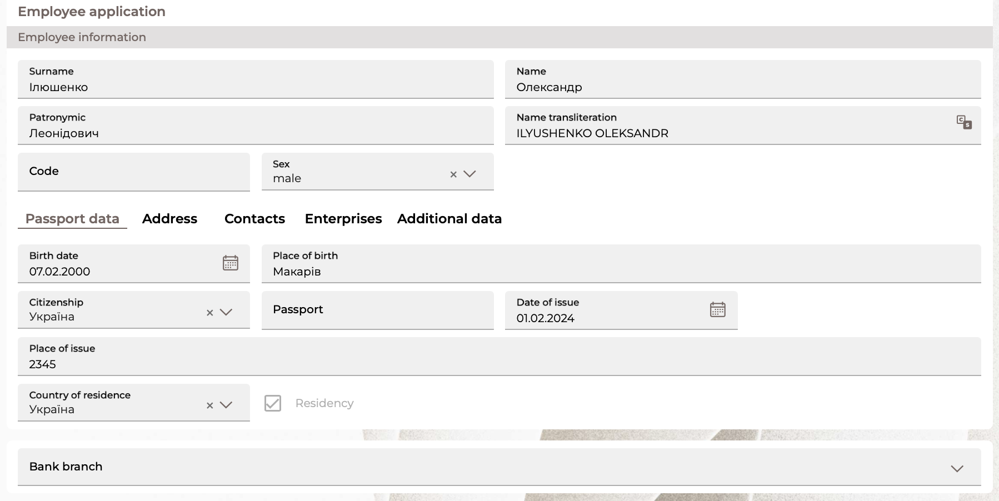 Employee application
Employee information
Surname
Ілюшенко
Name
Олександр
Patronymic
Леонідович
Name transliteration
ILYUSHENKO OLEKSANDR
C S
Code
Sex
male
Passport data Address Contacts Enterprises Additional data
Birth date
07.02.2000
Place of birth
Макарів
Citizenship
Україна
Passport
Date of issue
01.02.2024
Place of issue
2345
Country of residence
Україна
Residency
Bank branch